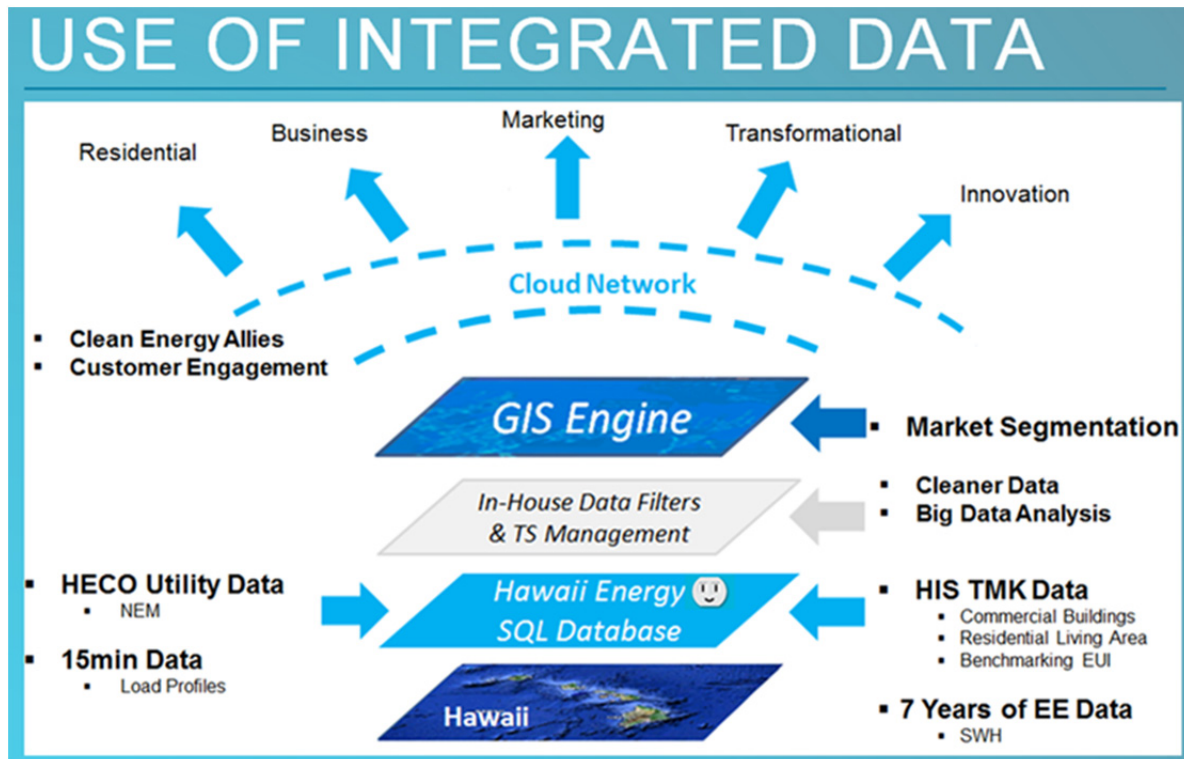 USE OF INTEGRATED DATA
Residential
Business
Marketing
Transformational
Innovation
Cloud Network
▪ Clean Energy Allies
▪ Customer Engagement
GIS Engine
▪ Market Segmentation
In-House Data Filters
& TS Management
▪ Cleaner Data
▪ Big Data Analysis
▪ HECO Utility Data
▪ NEM
▪ 15min Data
▪ Load Profiles
Hawaii Energy
SQL Database
▪ HIS TMK Data
▪ Commercial Buildings
▪ Residential Living Area
▪ Benchmarking EUI
▪ 7 Years of EE Data
▪ SWH
Hawaii